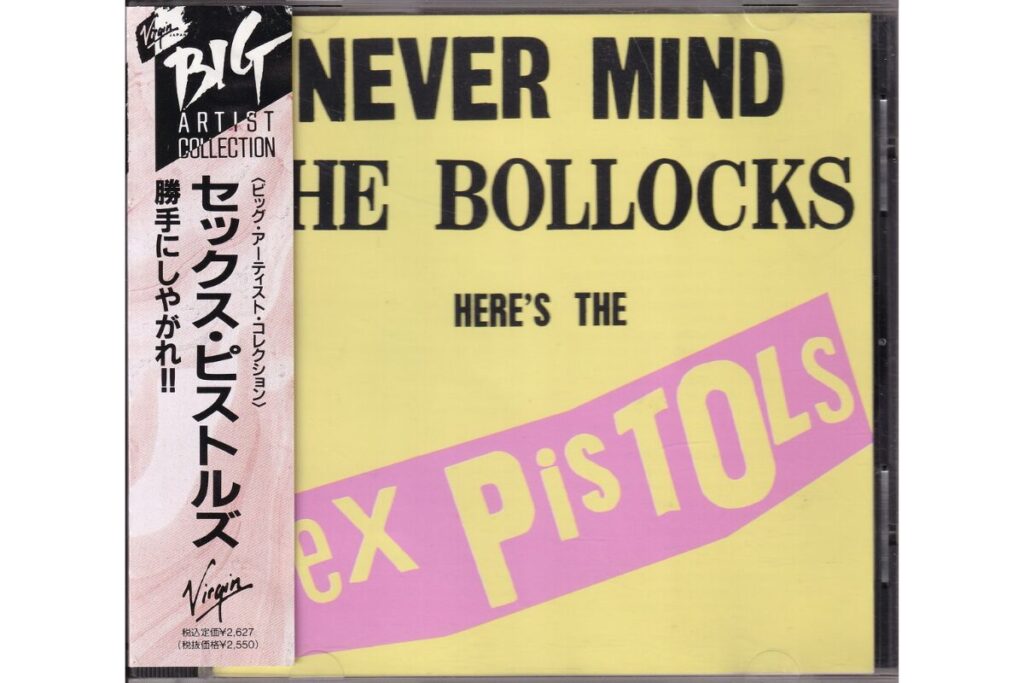 Virgin
JAPAN
BIG
ARTIST
COLLECTION
〈ビッグ・アーティスト・コレクション〉
セックス・ピストルズ
勝手にしやがれ!!
Virgin
税込定価¥2,627
(税抜価格¥2,550)
NEVER MIND
HE BOLLOCKS
HERE'S THE
ex PiSTOLS